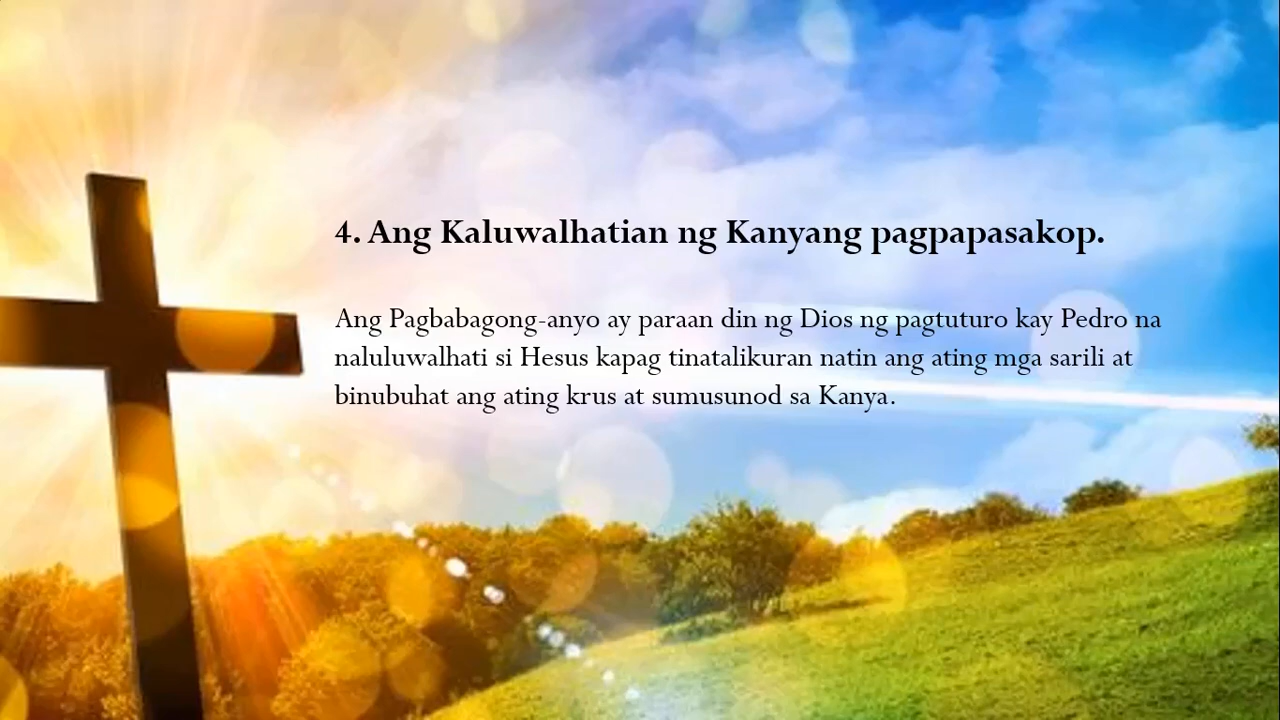 4. Ang Kaluwalhatian ng Kanyang pagpapasakop.
Ang Pagbabagong-anyo ay paraan din ng Dios ng pagtuturo kay Pedro na
naluluwalhati si Hesus kapag tinatalikuran natin ang ating mga sarili at
binubuhat ang ating krus at sumusunod sa Kanya.